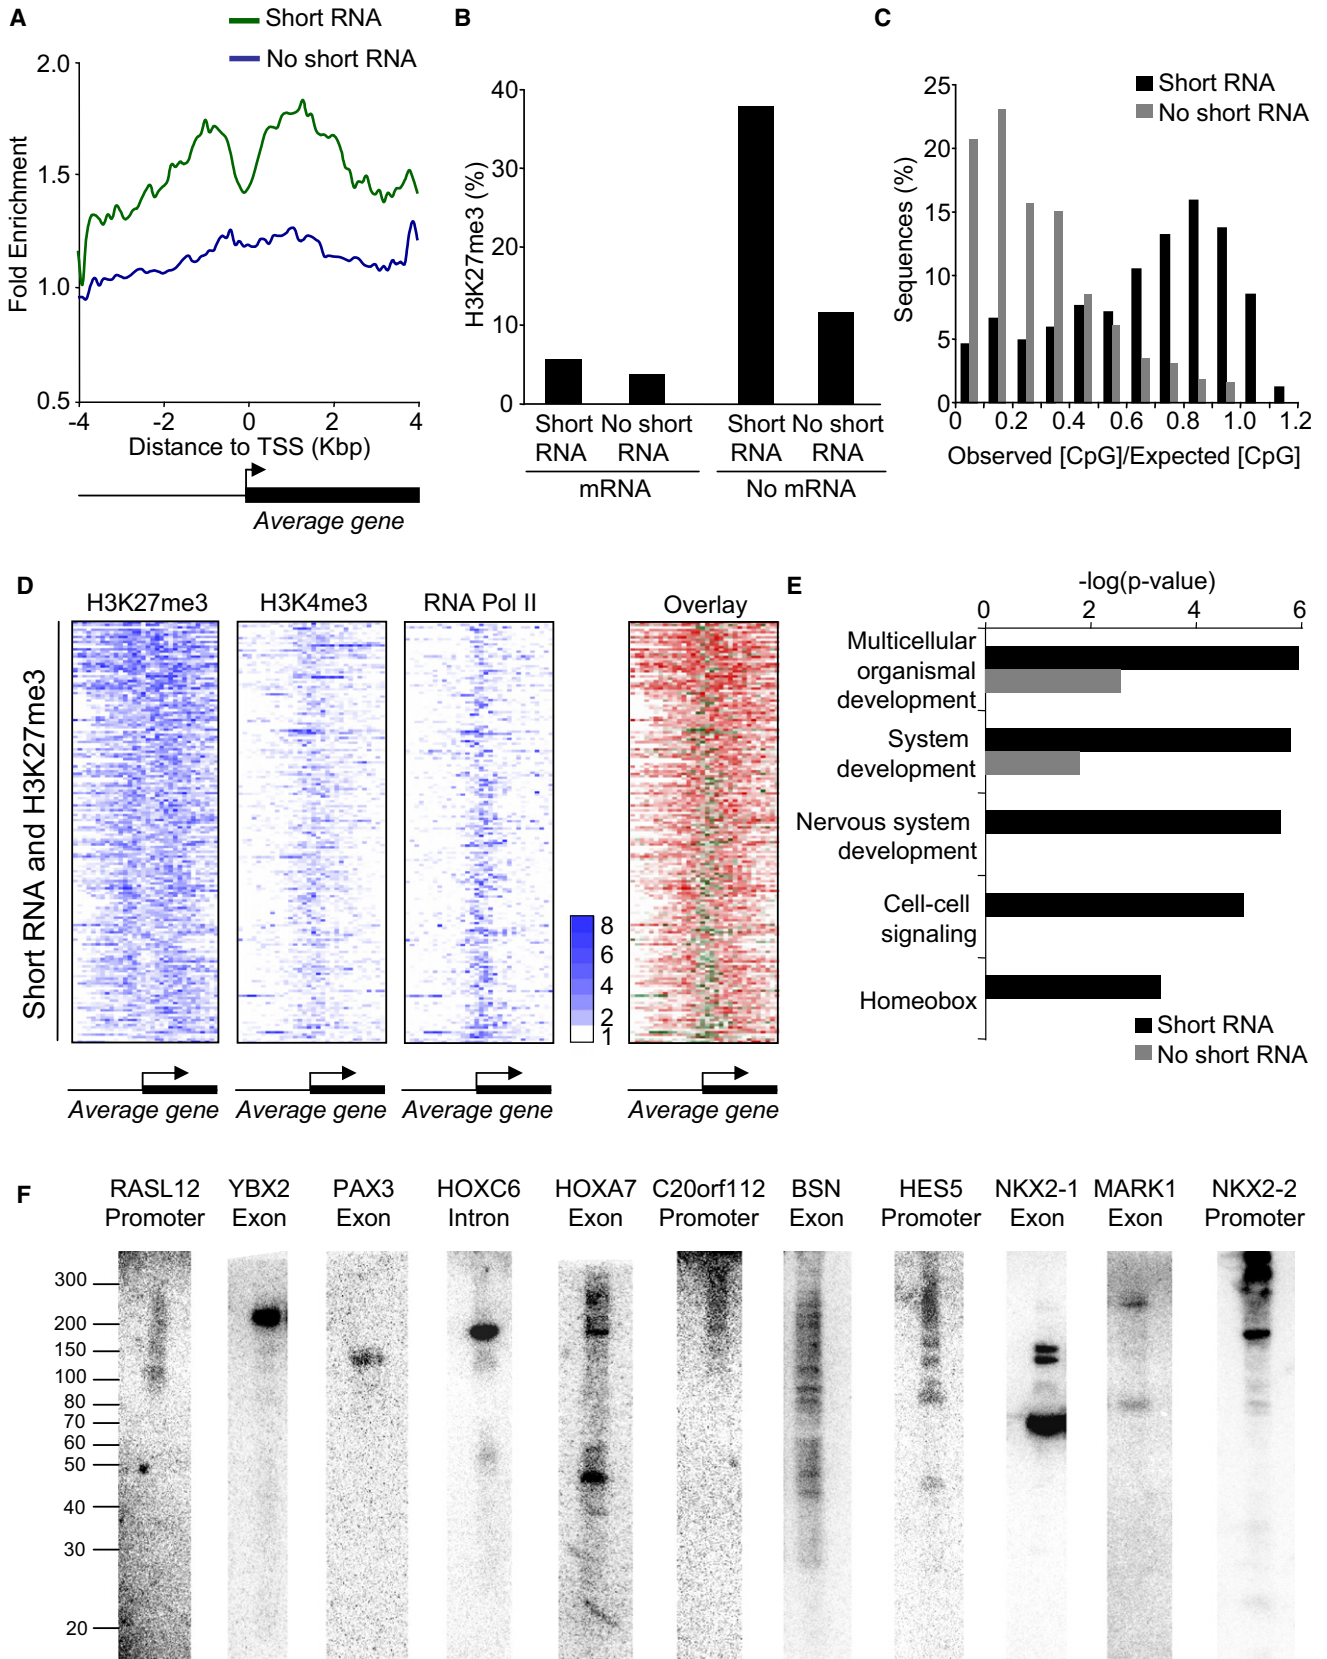 A
Short RNA
No short RNA
2.0
1.5
1.0
0.5
Fold Enrichment
-4
-2
0
2
4
Distance to TSS (Kbp)
Average gene
B
40
30
20
10
0
H3K27me3 (%)
Short RNA
No short RNA
Short RNA
No short RNA
mRNA
No mRNA
C
Short RNA
No short RNA
25
20
15
10
5
0
Sequences (%)
0
0.2
0.4
0.6
0.8
1.0
1.2
Observed [CpG]/Expected [CpG]
D
H3K27me3
H3K4me3
RNA Pol II
Overlay
Short RNA and H3K27me3
8
6
4
2
1
Average gene
Average gene
Average gene
Average gene
E
-log(p-value)
0
2
4
6
Multicellular
organismal
development
System
development
Nervous system
development
Cell-cell
signaling
Homeobox
Short RNA
No short RNA
F
RASL12
Promoter
YBX2
Exon
PAX3
Exon
HOXC6
Intron
HOXA7
Exon
C20orf112
Promoter
BSN
Exon
HES5
Promoter
NKX2-1
Exon
MARK1
Exon
NKX2-2
Promoter
300
200
150
100
80
70
60
50
40
30
20